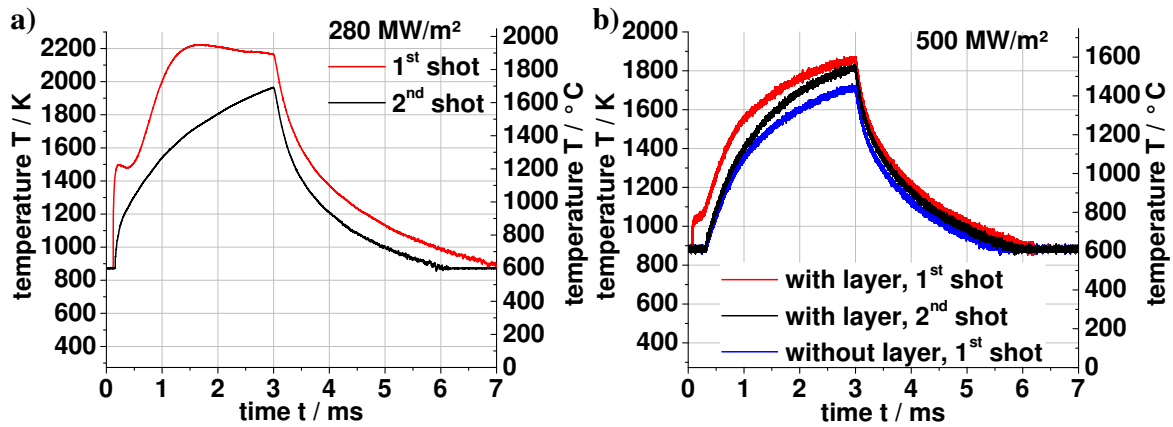 a)
280 MW/m²
1st shot
2nd shot
temperature T / K
2200
2000
1800
1600
1400
1200
1000
800
600
400
temperature T / °C
2000
1800
1600
1400
1200
1000
800
600
400
200
0
0 1 2 3 4 5 6 7
time t / ms
b)
500 MW/m²
temperature T / K
2000
1800
1600
1400
1200
1000
800
600
400
temperature T / °C
1600
1400
1200
1000
800
600
400
200
0
with layer, 1st shot
with layer, 2nd shot
without layer, 1st shot
0 1 2 3 4 5 6 7
time t / ms